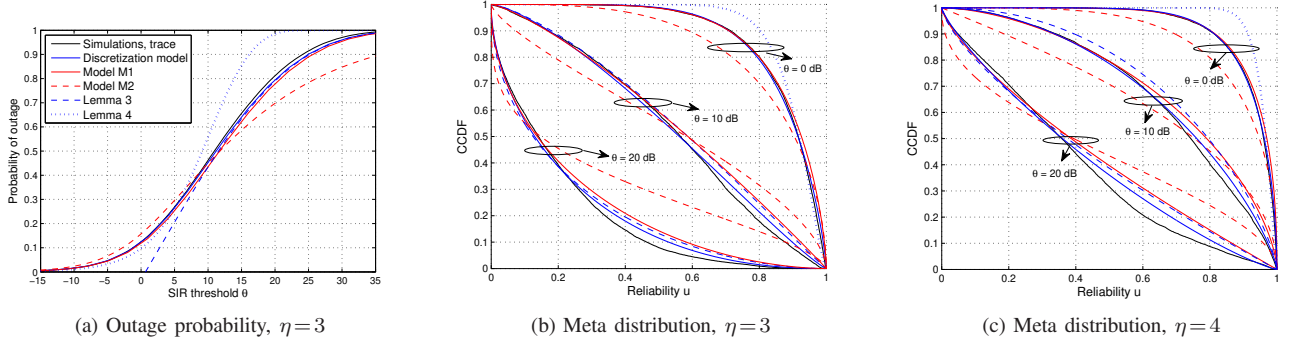 Probability of outage
1
0.9
0.8
0.7
0.6
0.5
0.4
0.3
0.2
0.1
0
Simulations, trace
Discretization model
Model M1
Model M2
Lemma 3
Lemma 4
−15 −10 −5 0 5 10 15 20 25 30 35
SIR threshold θ
(a) Outage probability, η=3
CCDF
1
0.9
0.8
0.7
0.6
0.5
0.4
0.3
0.2
0.1
0
θ = 0 dB
θ = 10 dB
θ = 20 dB
0 0.2 0.4 0.6 0.8 1
Reliability u
(b) Meta distribution, η=3
CCDF
1
0.9
0.8
0.7
0.6
0.5
0.4
0.3
0.2
0.1
0
θ = 0 dB
θ = 10 dB
θ = 20 dB
0 0.2 0.4 0.6 0.8 1
Reliability u
(c) Meta distribution, η=4